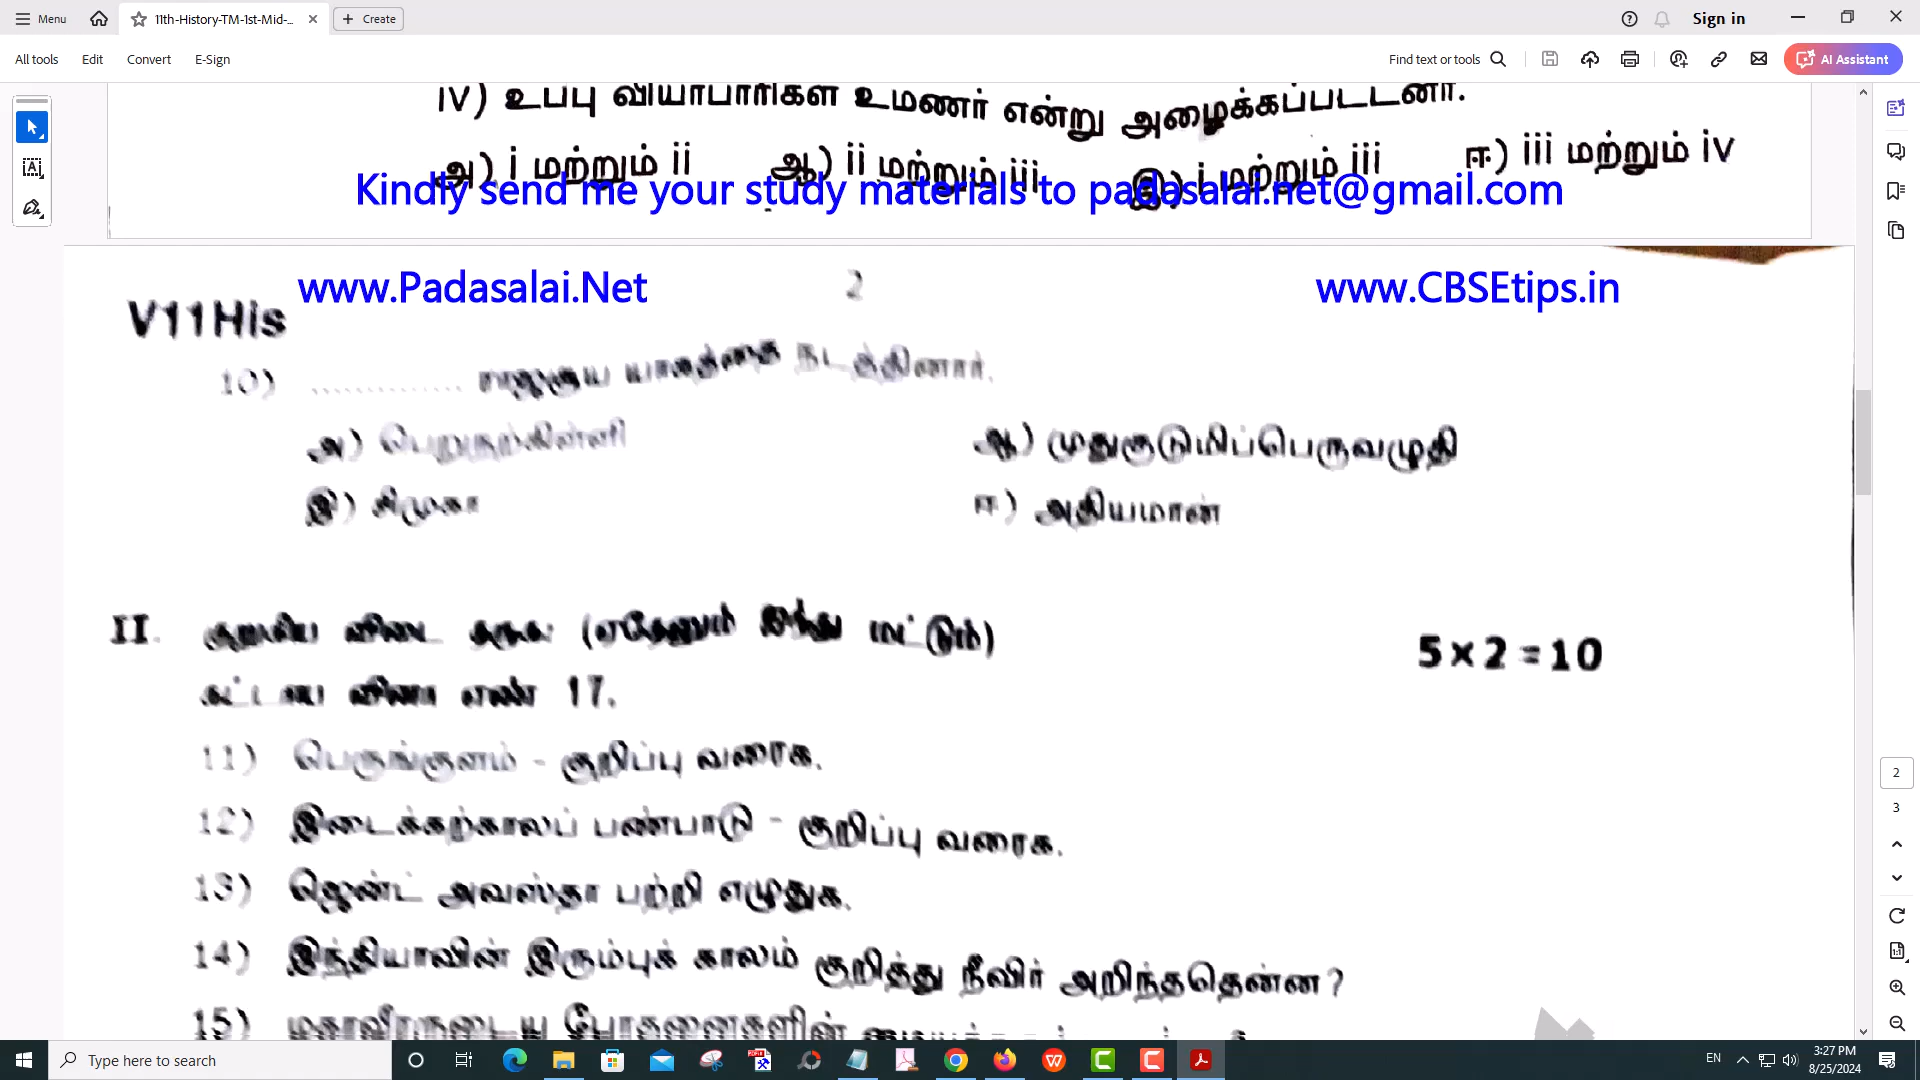 Menu
11th-History-TM-1st-Mid-...
Create
Sign in
All tools
Edit
Convert
E-Sign
Find text or tools
AI Assistant
iv) உப்பு வியாபாரிகள் உமணர் என்று அழைக்கப்பட்டனர்.
அ) i மற்றும் ii ஆ) ii மற்றும் iii இ) i மற்றும் iii ஈ) iii மற்றும் iv
Kindly send me your study materials to padasalai.net@gmail.com
www.Padasalai.Net
2
www.CBSEtips.in
V11His
10) .............. ராஜசூய யாகத்தை நடத்தினார்.
அ) பெருநற்கிள்ளி ஆ) முதுகுடுமிப்பெருவழுதி
இ) சிமுகா ஈ) அதியமான்
II. குறுகிய விடை தருக: (ஏதேனும் ஐந்து மட்டும்) 5 × 2 = 10
கட்டாய வினா எண் 17.
11) பெருங்குளம் - குறிப்பு வரைக.
12) இடைக்கற்காலப் பண்பாடு - குறிப்பு வரைக.
13) ஜெண்ட் அவஸ்தா பற்றி எழுதுக.
14) இந்தியாவின் இரும்புக் காலம் குறித்து நீவிர் அறிந்ததென்ன?
15) மகாவீரருடைய போதனைகளின்
2
3
Type here to search
EN
3:27 PM
8/25/2024